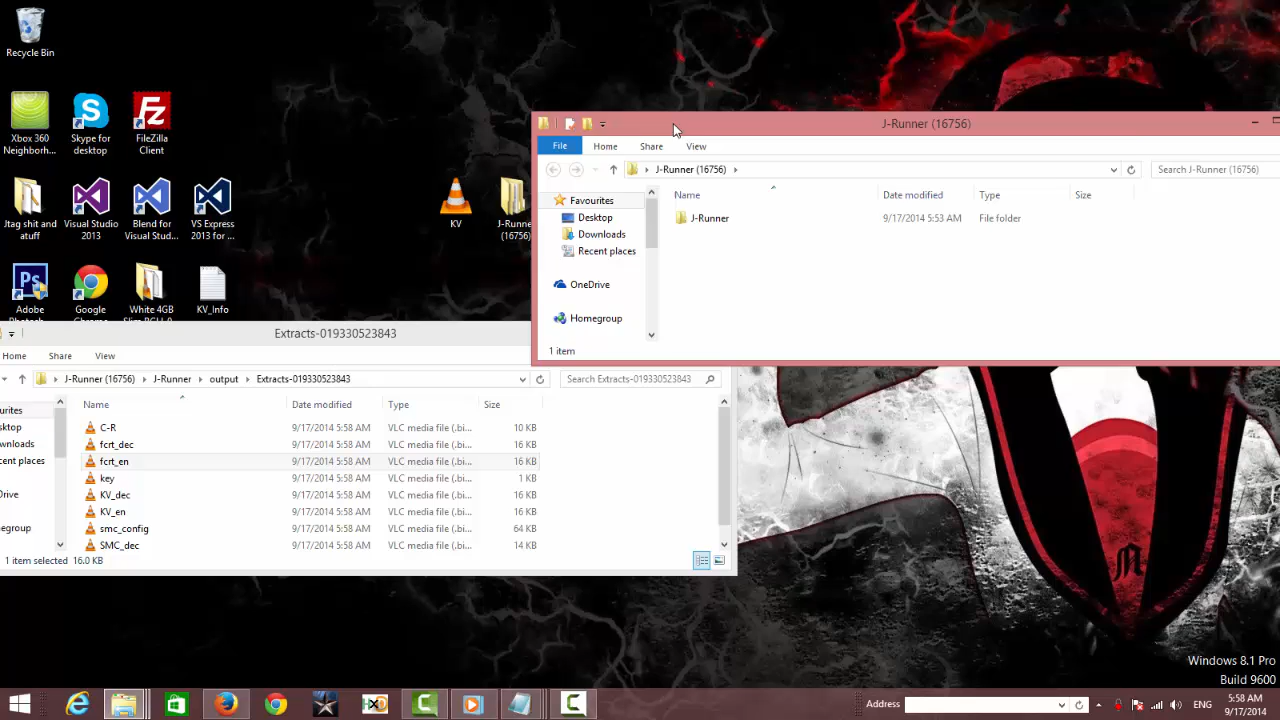 Recycle Bin
Xbox 360
Neighborh...
Skype for
desktop
FileZilla
Client
Jtag shit and
stuff
Visual Studio
2013
Blend for
Visual Stud...
VS Express
2013 for ...
KV
J-Runner
(16756)
Adobe
Google
White 4GB
KV_Info
J-Runner (16756)
File
Home
Share
View
J-Runner (16756)
Search J-Runner (16756)
Name
Date modified
Type
Size
J-Runner
9/17/2014 5:53 AM
File folder
Favourites
Desktop
Downloads
Recent places
OneDrive
Homegroup
1 item
Extracts-019330523843
Home
Share
View
J-Runner (16756)
J-Runner
output
Extracts-019330523843
Search Extracts-019330523843
Name
Date modified
Type
Size
C-R 9/17/2014 5:58 AM VLC media file (.bi... 10 KB
fcrt_dec 9/17/2014 5:58 AM VLC media file (.bi... 16 KB
fcrt_en 9/17/2014 5:58 AM VLC media file (.bi... 16 KB
key 9/17/2014 5:58 AM VLC media file (.bi... 1 KB
KV_dec 9/17/2014 5:58 AM VLC media file (.bi... 16 KB
KV_en 9/17/2014 5:58 AM VLC media file (.bi... 16 KB
smc_config 9/17/2014 5:58 AM VLC media file (.bi... 64 KB
SMC_dec 9/17/2014 5:58 AM VLC media file (.bi... 14 KB
ourites
sktop
wnloads
cent places
Drive
megroup
1 item selected 16.0 KB
Windows 8.1 Pro
Build 9600
Address
ENG
5:58 AM
9/17/2014